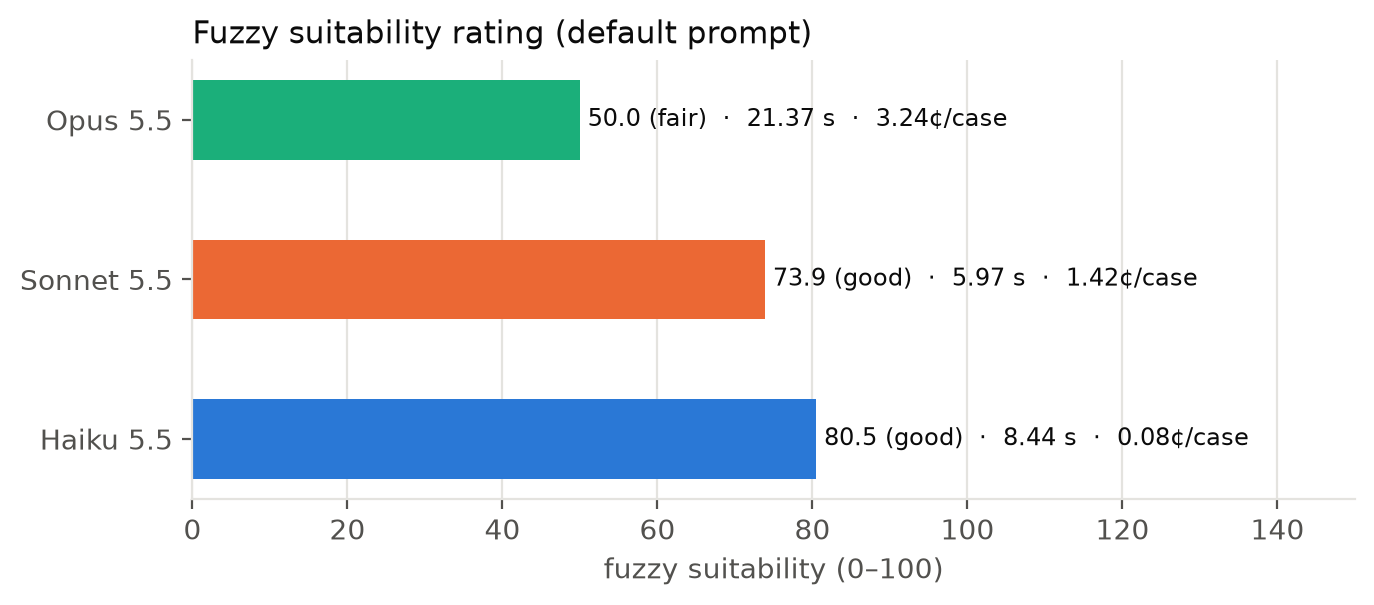 Fuzzy suitability rating (default prompt)
Opus 5.5
50.0 (fair) · 21.37 s · 3.24¢/case
Sonnet 5.5
73.9 (good) · 5.97 s · 1.42¢/case
Haiku 5.5
80.5 (good) · 8.44 s · 0.08¢/case
0 20 40 60 80 100 120 140
fuzzy suitability (0–100)